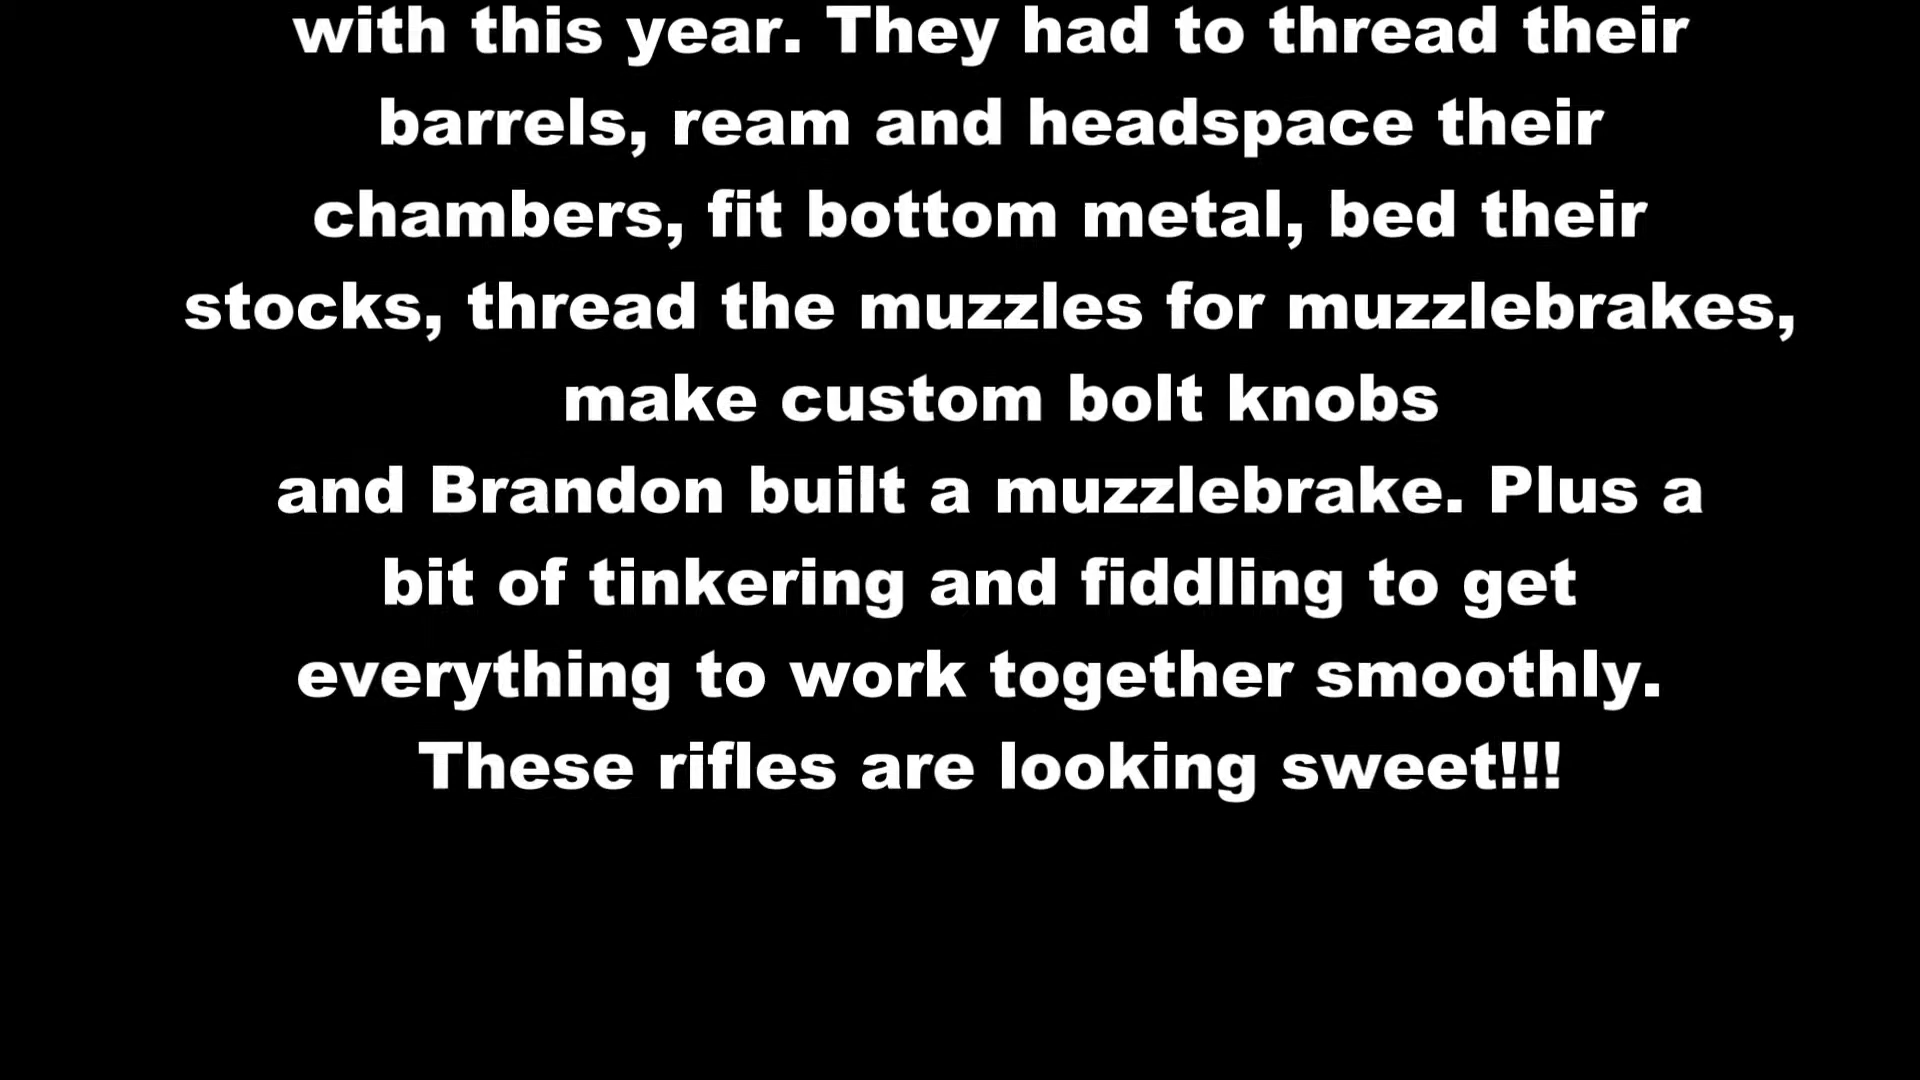 with this year. They had to thread their
barrels, ream and headspace their
chambers, fit bottom metal, bed their
stocks, thread the muzzles for muzzlebrakes,
make custom bolt knobs
and Brandon built a muzzlebrake. Plus a
bit of tinkering and fiddling to get
everything to work together smoothly.
These rifles are looking sweet!!!